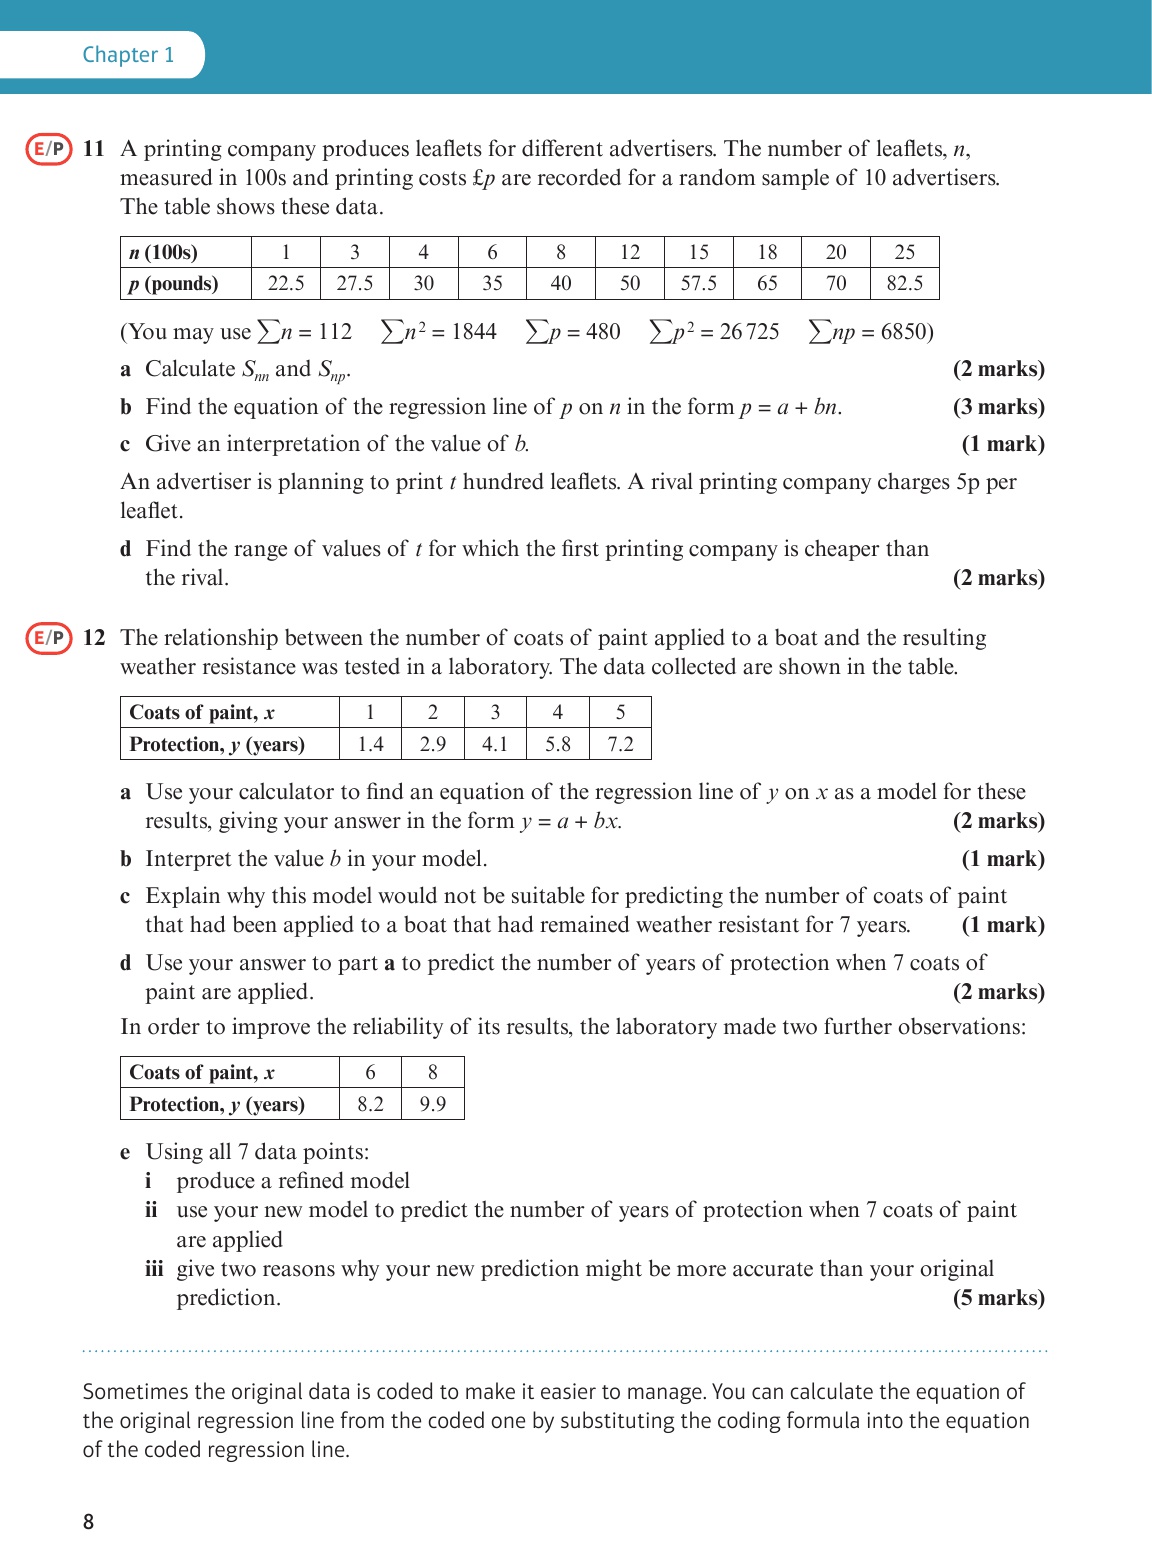 Chapter 1
E/P 11 A printing company produces leaflets for different advertisers. The number of leaflets, n,
measured in 100s and printing costs £p are recorded for a random sample of 10 advertisers.
The table shows these data.
n (100s) 1 3 4 6 8 12 15 18 20 25
p (pounds) 22.5 27.5 30 35 40 50 57.5 65 70 82.5
(You may use ∑n = 112 ∑n² = 1844 ∑p = 480 ∑p² = 26 725 ∑np = 6850)
a Calculate Sₙₙ and Sₙₚ. (2 marks)
b Find the equation of the regression line of p on n in the form p = a + bn. (3 marks)
c Give an interpretation of the value of b. (1 mark)
An advertiser is planning to print t hundred leaflets. A rival printing company charges 5p per
leaflet.
d Find the range of values of t for which the first printing company is cheaper than
the rival. (2 marks)
E/P 12 The relationship between the number of coats of paint applied to a boat and the resulting
weather resistance was tested in a laboratory. The data collected are shown in the table.
Coats of paint, x 1 2 3 4 5
Protection, y (years) 1.4 2.9 4.1 5.8 7.2
a Use your calculator to find an equation of the regression line of y on x as a model for these
results, giving your answer in the form y = a + bx. (2 marks)
b Interpret the value b in your model. (1 mark)
c Explain why this model would not be suitable for predicting the number of coats of paint
that had been applied to a boat that had remained weather resistant for 7 years. (1 mark)
d Use your answer to part a to predict the number of years of protection when 7 coats of
paint are applied. (2 marks)
In order to improve the reliability of its results, the laboratory made two further observations:
Coats of paint, x 6 8
Protection, y (years) 8.2 9.9
e Using all 7 data points:
i produce a refined model
ii use your new model to predict the number of years of protection when 7 coats of paint
are applied
iii give two reasons why your new prediction might be more accurate than your original
prediction. (5 marks)
Sometimes the original data is coded to make it easier to manage. You can calculate the equation of
the original regression line from the coded one by substituting the coding formula into the equation
of the coded regression line.
8